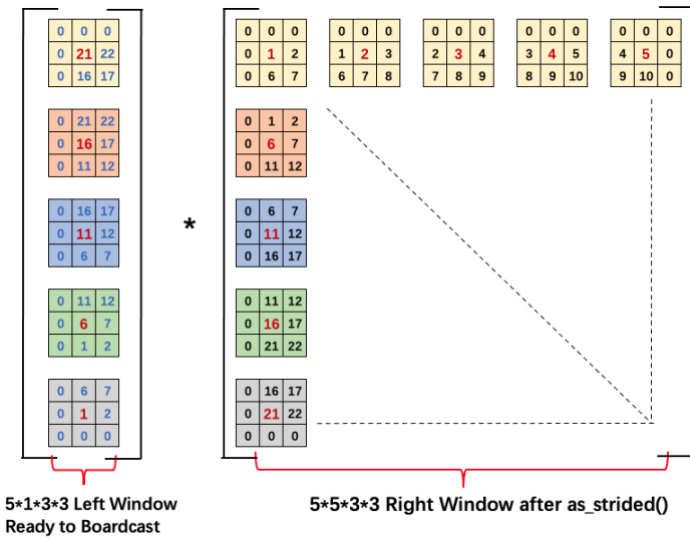 0 0 0 0 0 0 0 0 0 0 0 0 0 0 0 0 0 0
0 21 22 0 1 2 1 2 3 2 3 4 3 4 5 4 5 0
0 16 17 0 6 7 6 7 8 7 8 9 8 9 10 9 10 0
0 21 22 0 1 2
0 16 17 0 6 7
0 11 12 0 11 12
0 16 17 0 6 7
0 11 12 * 0 11 12
0 6 7 0 16 17
0 11 12 0 11 12
0 6 7 0 16 17
0 1 2 0 21 22
0 6 7 0 16 17
0 1 2 0 21 22
0 0 0 0 0 0
5*1*3*3 Left Window
Ready to Boardcast
5*5*3*3 Right Window after as_strided()